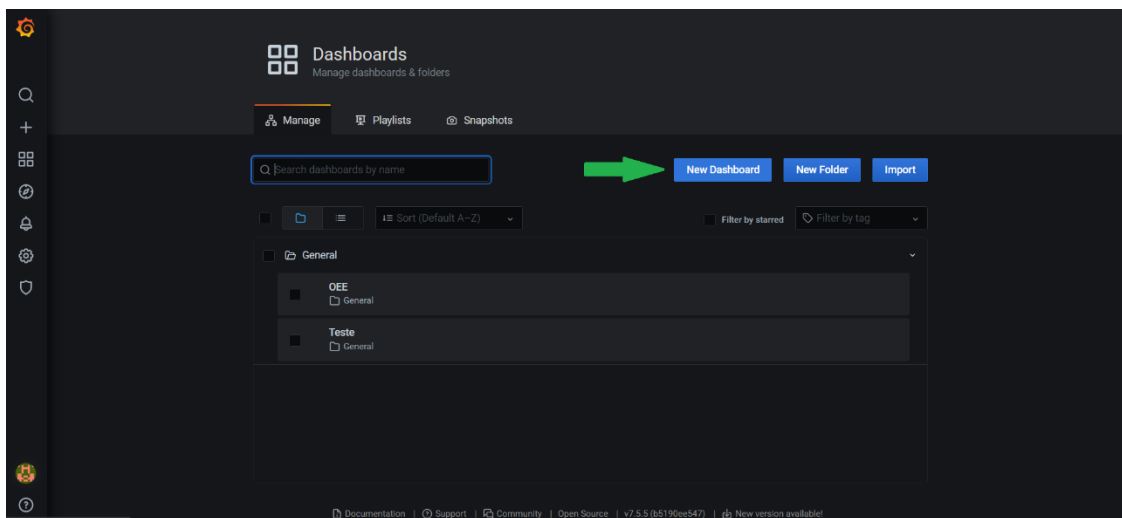 Dashboards
Manage dashboards & folders
Manage Playlists Snapshots
Search dashboards by name New Dashboard New Folder Import
Sort (Default A–Z) Filter by starred Filter by tag
General
OEE
General
Teste
General
Documentation | Support | Community | Open Source | v7.5.5 (b5190ee547) | New version available!